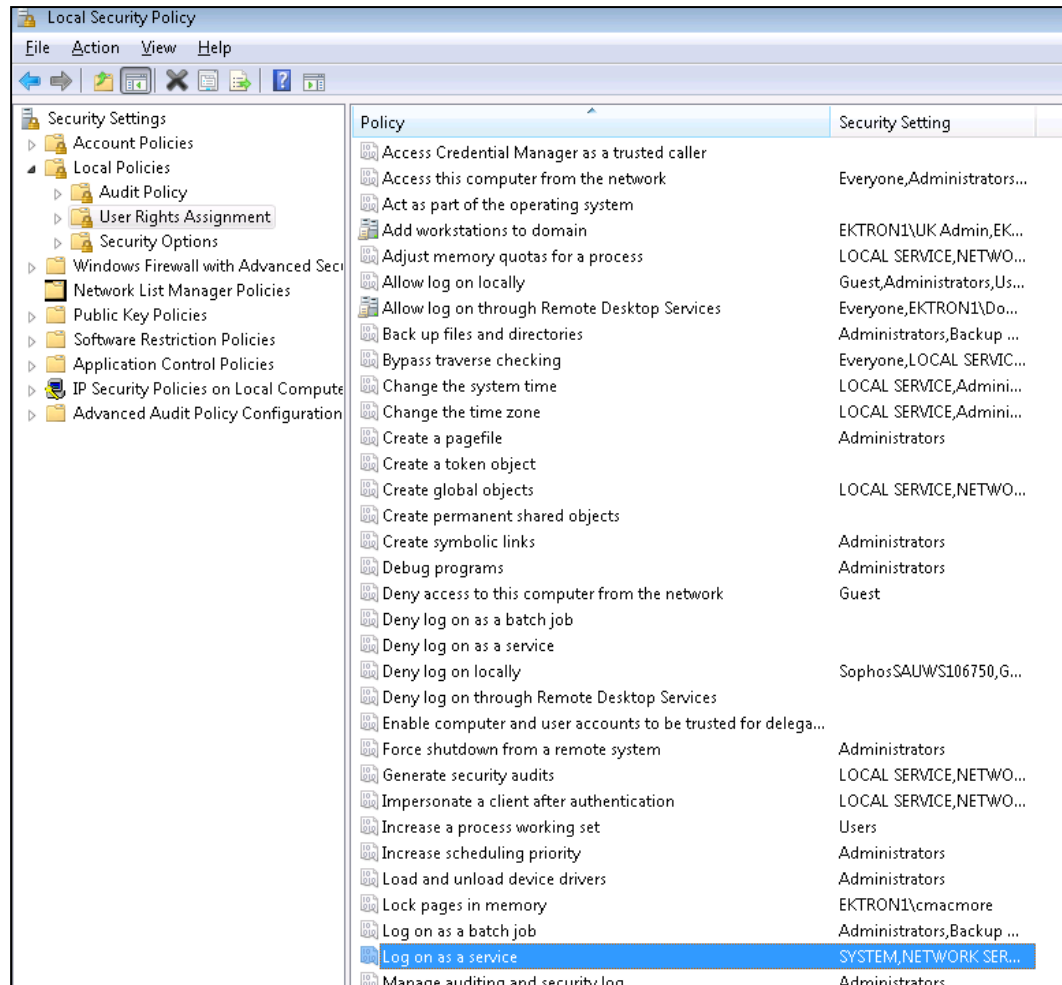 Local Security Policy
File Action View Help
Security Settings
Account Policies
Local Policies
Audit Policy
User Rights Assignment
Security Options
Windows Firewall with Advanced Secu
Network List Manager Policies
Public Key Policies
Software Restriction Policies
Application Control Policies
IP Security Policies on Local Compute
Advanced Audit Policy Configuration
Policy Security Setting
Access Credential Manager as a trusted caller
Access this computer from the network Everyone,Administrators...
Act as part of the operating system
Add workstations to domain EKTRON1\UK Admin,EK...
Adjust memory quotas for a process LOCAL SERVICE,NETWO...
Allow log on locally Guest,Administrators,Us...
Allow log on through Remote Desktop Services Everyone,EKTRON1\Do...
Back up files and directories Administrators,Backup ...
Bypass traverse checking Everyone,LOCAL SERVIC...
Change the system time LOCAL SERVICE,Admini...
Change the time zone LOCAL SERVICE,Admini...
Create a pagefile Administrators
Create a token object
Create global objects LOCAL SERVICE,NETWO...
Create permanent shared objects
Create symbolic links Administrators
Debug programs Administrators
Deny access to this computer from the network Guest
Deny log on as a batch job
Deny log on as a service
Deny log on locally SophosSAUWS106750,G...
Deny log on through Remote Desktop Services
Enable computer and user accounts to be trusted for delega...
Force shutdown from a remote system Administrators
Generate security audits LOCAL SERVICE,NETWO...
Impersonate a client after authentication LOCAL SERVICE,NETWO...
Increase a process working set Users
Increase scheduling priority Administrators
Load and unload device drivers Administrators
Lock pages in memory EKTRON1\cmacmore
Log on as a batch job Administrators,Backup ...
Log on as a service SYSTEM,NETWORK SER...
Manage auditing and security log Administrators